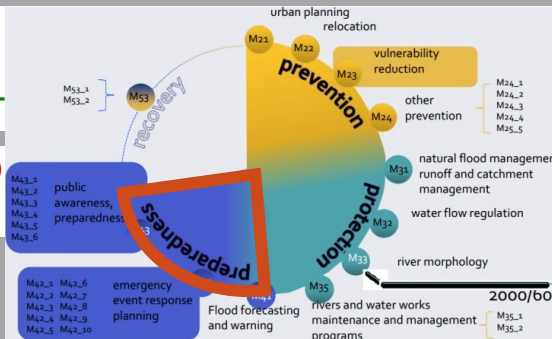 urban planning
relocation
M21
M22
vulnerability
reduction
M23
prevention
M24
other
prevention
M24_1
M24_2
M24_3
M24_4
M25_5
M53_1
M53_2
M53
recovery
natural flood managemen
runoff and catchment
management
M31
protection
water flow regulation
M32
river morphology
M33
2000/60
M35
rivers and water works
maintenance and management
programs
M35_1
M35_2
M41
Flood forecasting
and warning
preparedness
M43_1
M43_2
M43_3
M43_4
M43_5
M43_6
public
awareness,
preparedness
M42_1 M42_6
M42_2 M42_7
M42_3 M42_8
M42_4 M42_9
M42_5 M42_10
emergency
event response
planning